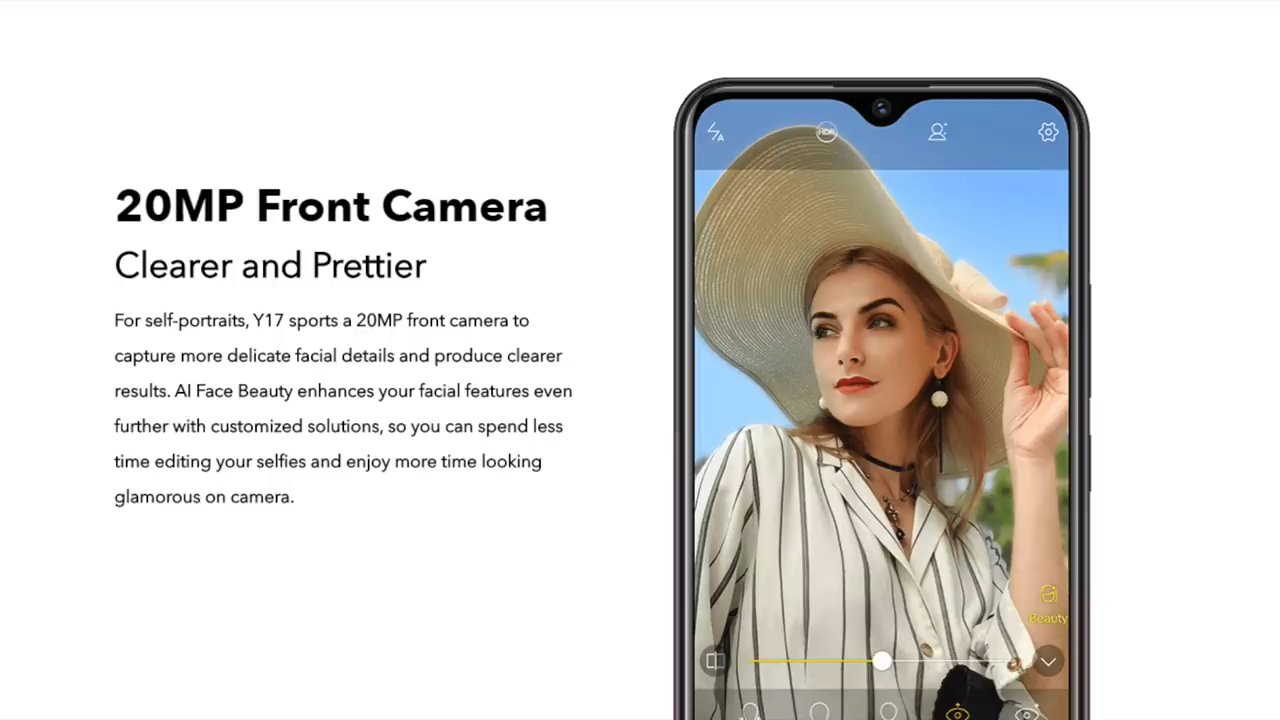 20MP Front Camera
Clearer and Prettier
For self-portraits, Y17 sports a 20MP front camera to
capture more delicate facial details and produce clearer
results. AI Face Beauty enhances your facial features even
further with customized solutions, so you can spend less
time editing your selfies and enjoy more time looking
glamorous on camera.
A
HDR
Beauty